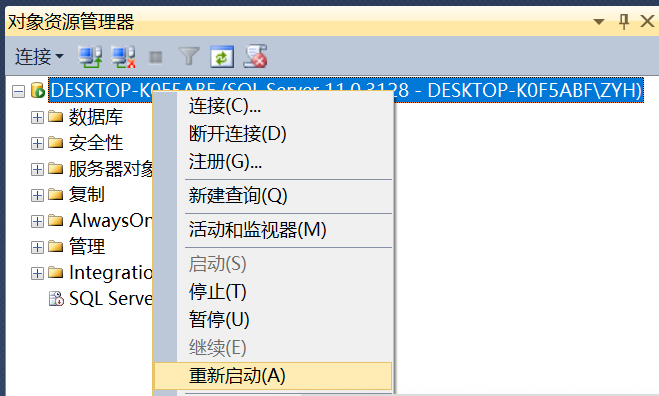 对象资源管理器
连接
DESKTOP-K0F5ABF (SQL Server 11.0.3128 - DESKTOP-K0F5ABF\ZYH)
数据库
安全性
服务器对象
复制
AlwaysOn
管理
Integratio
SQL Serve
连接(C)...
断开连接(D)
注册(G)...
新建查询(Q)
活动和监视器(M)
启动(S)
停止(T)
暂停(U)
继续(E)
重新启动(A)